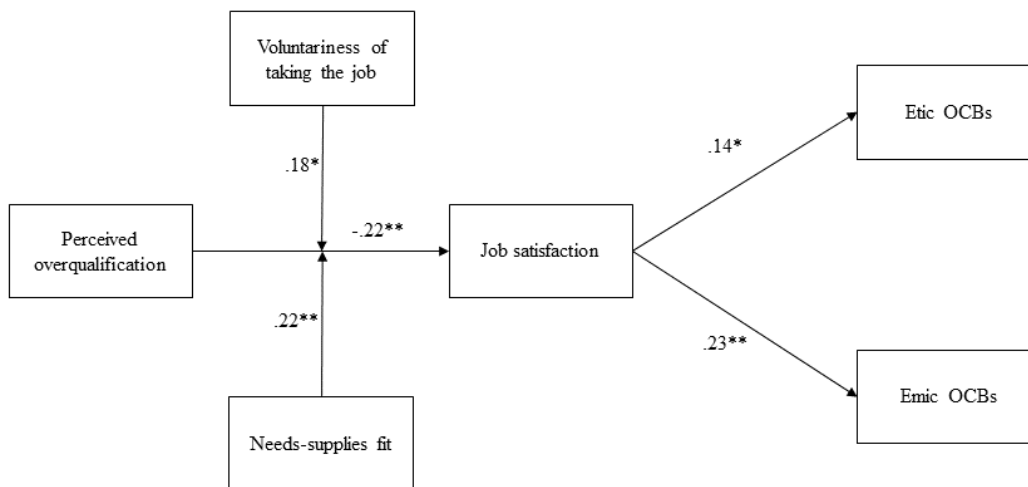 Voluntariness of
taking the job
Etic OCBs
.14*
.18*
Perceived
overqualification
-.22**
Job satisfaction
.22**
.23**
Emic OCBs
Needs-supplies fit